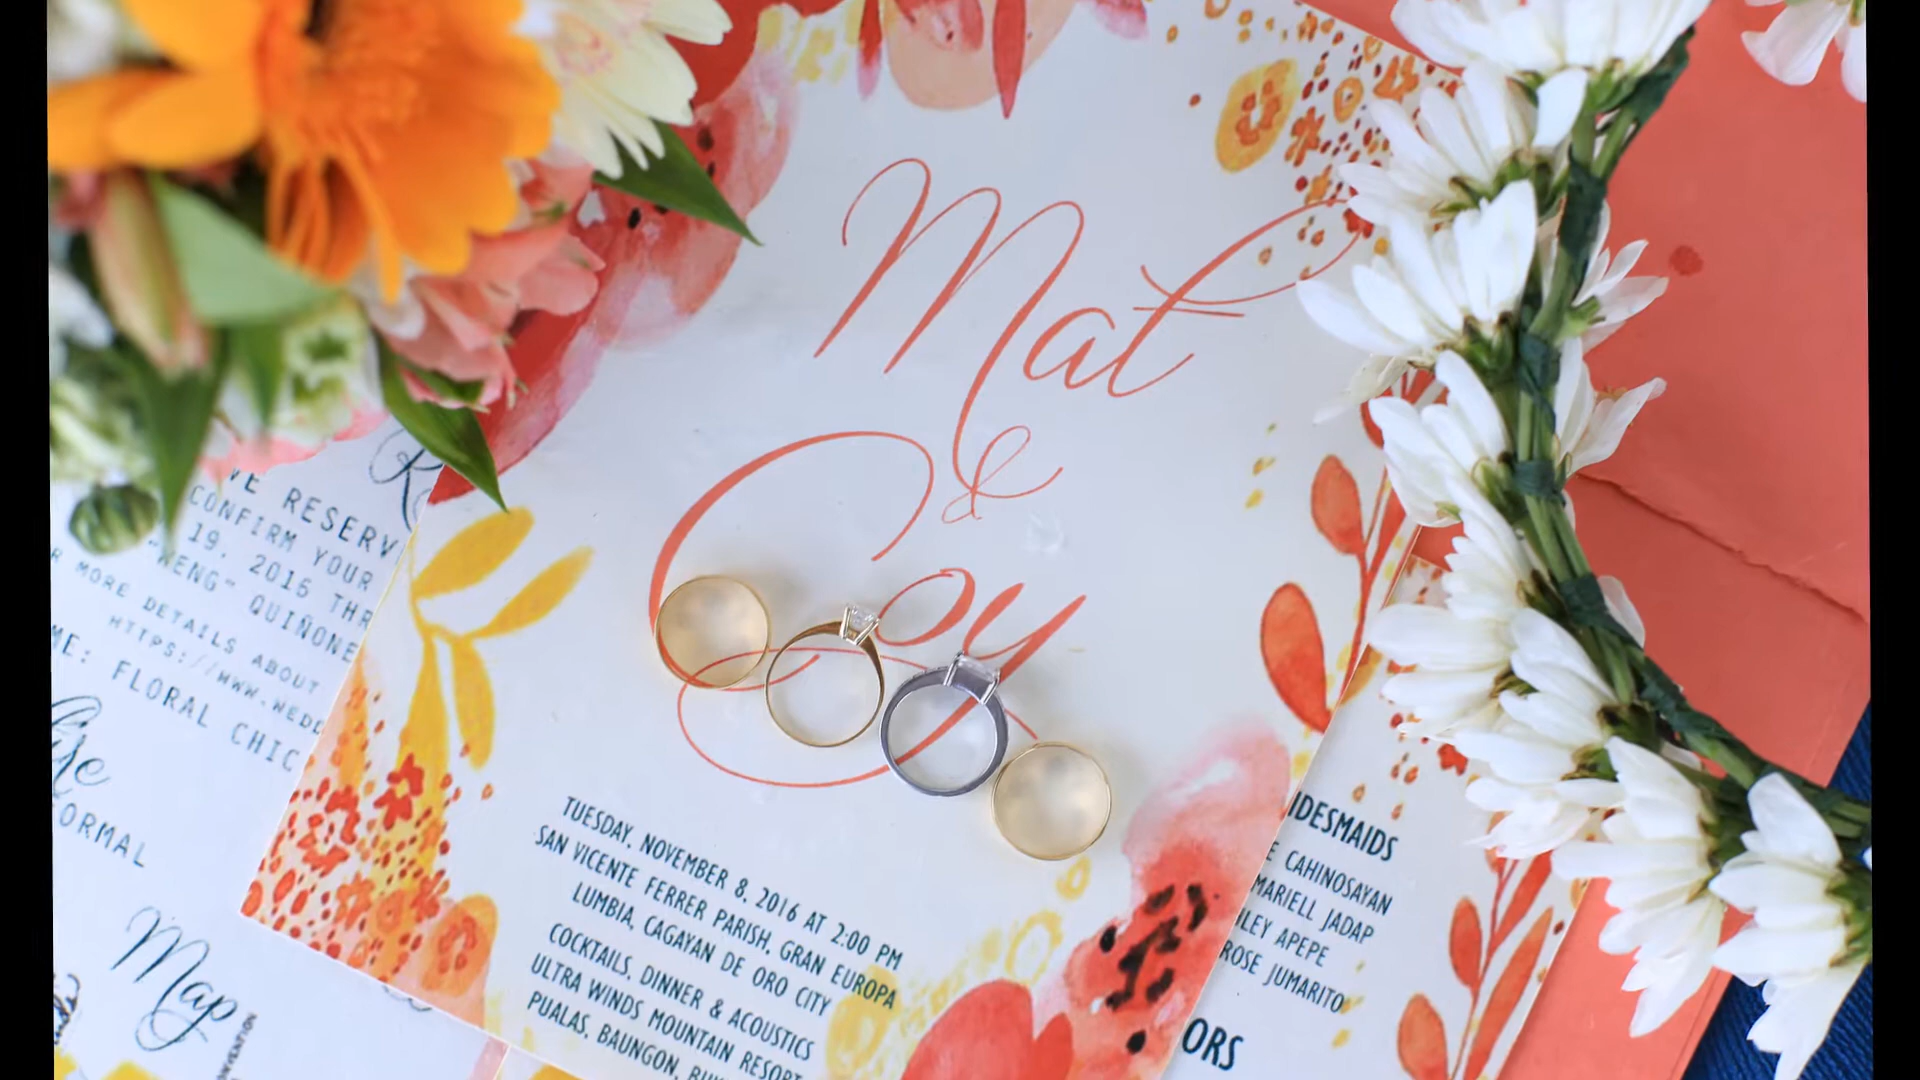 Mat
&
Coy
TUESDAY, NOVEMBER 8, 2016 AT 2:00 PM
SAN VICENTE FERRER PARISH, GRAN EUROPA
LUMBIA, CAGAYAN DE ORO CITY
COCKTAILS, DINNER & ACOUSTICS
ULTRA WINDS MOUNTAIN RESORT
PUALAS, BAUNGON,
RESERV
CONFIRM YOUR
19, 2016 THR
"WENG" QUIÑONE
MORE DETAILS ABOUT
HTTPS://WWW.WEDD
ME: FLORAL CHIC
ORMAL
Map
IDESMAIDS
E CAHINOSAYAN
MARIELL JADAP
LEY APEPE
ROSE JUMARITO
ORS